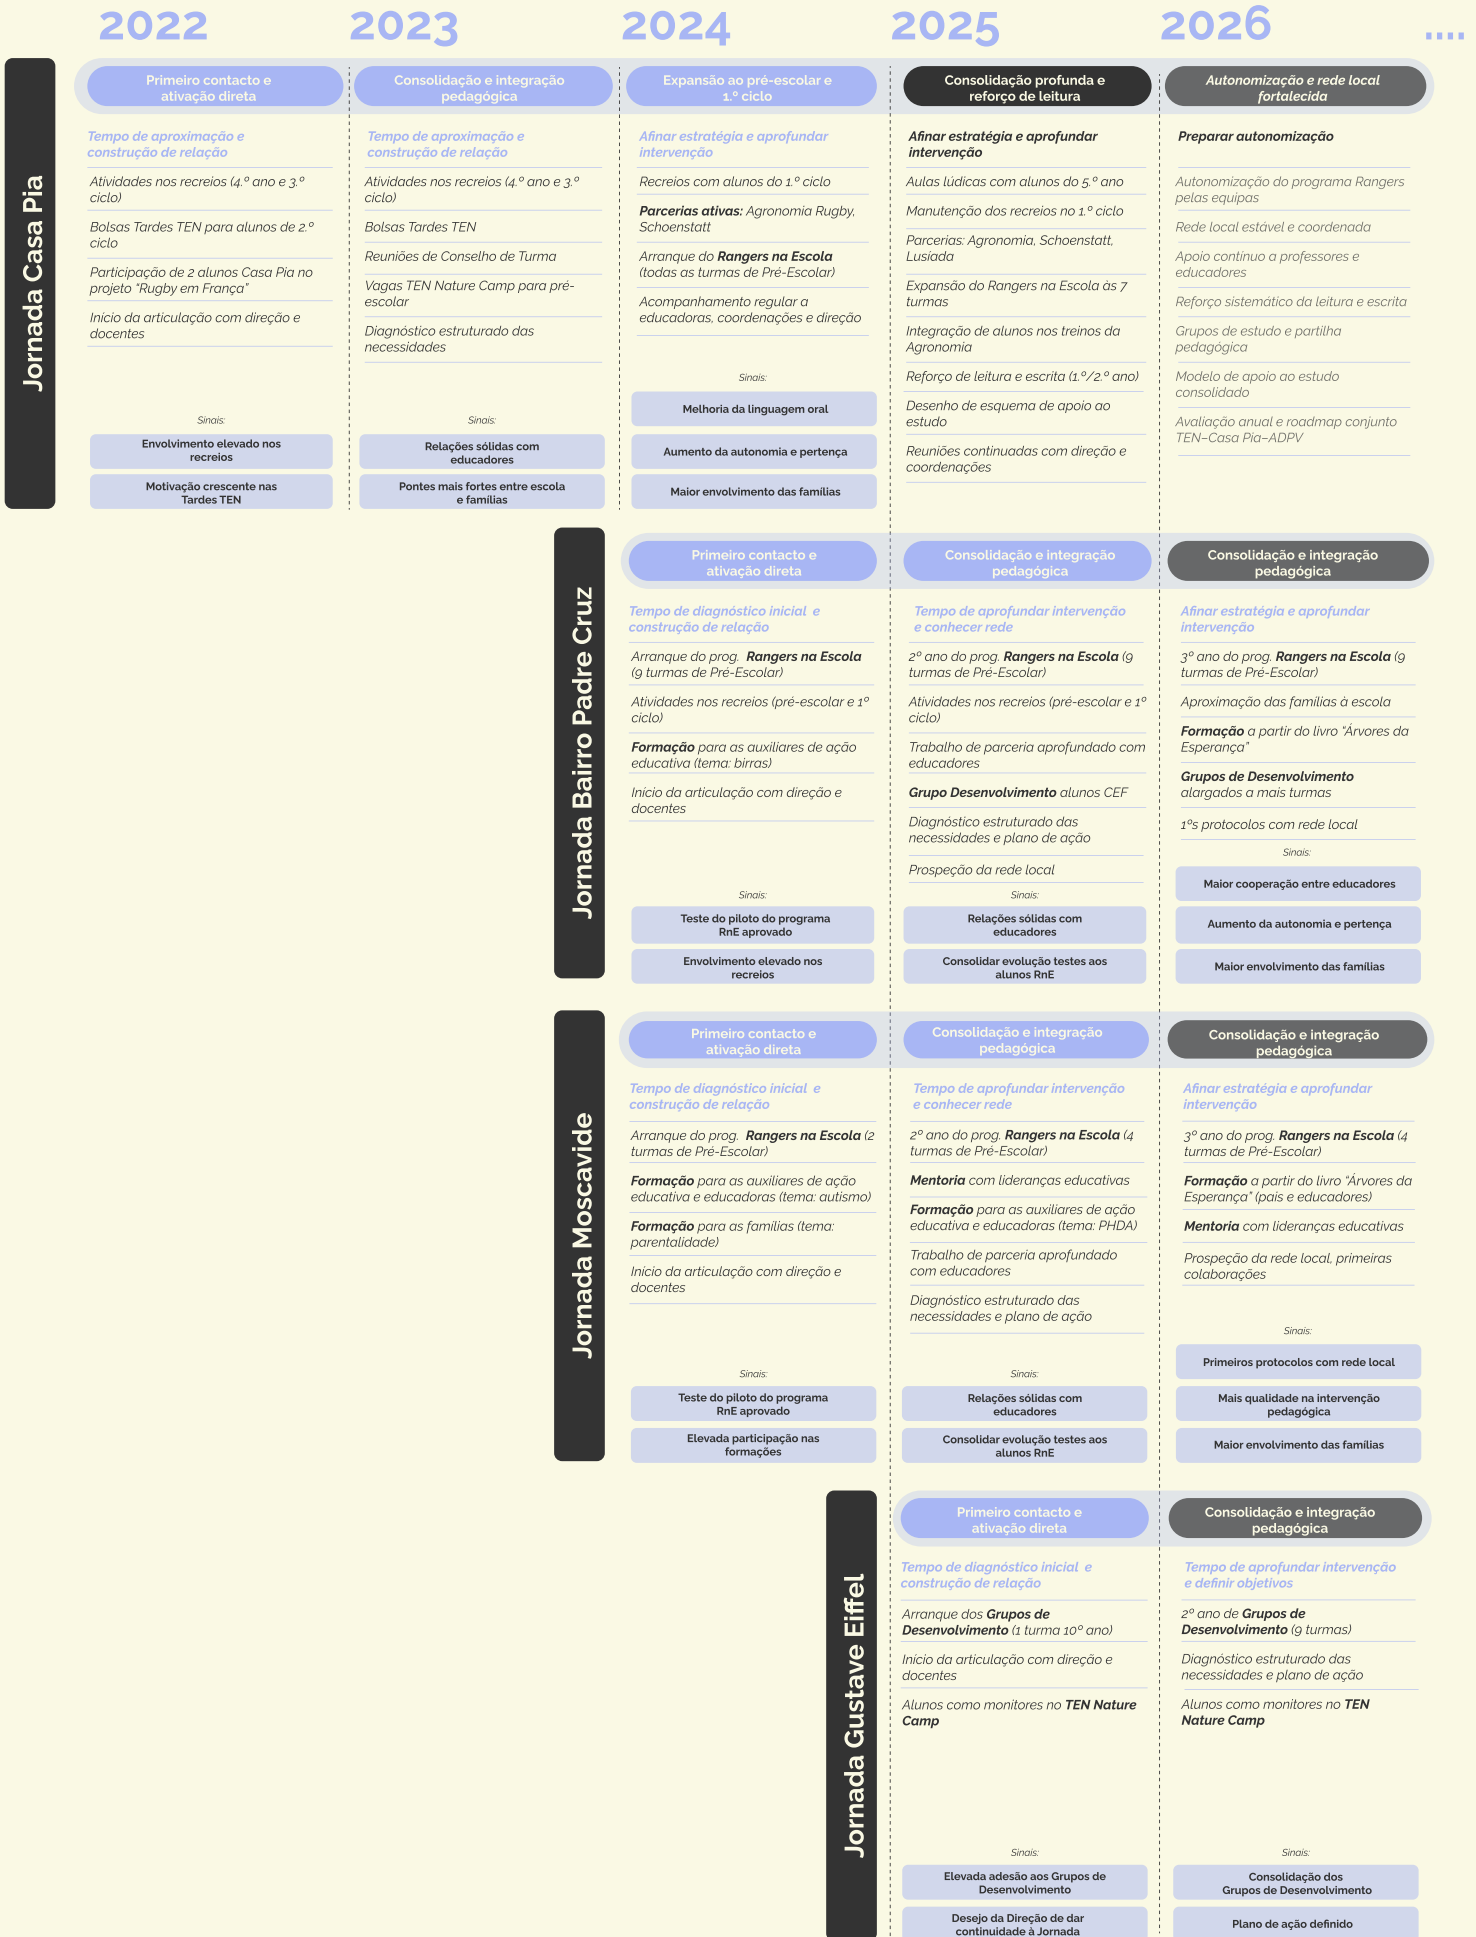 2022
2023
2024
2025
2026
....
Jornada Casa Pia
Primeiro contacto e
ativação direta
Tempo de aproximação e
construção de relação
Atividades nos recreios (4.º ano e 3.º
ciclo)
Bolsas Tardes TEN para alunos de 2.º
ciclo
Participação de 2 alunos Casa Pia no
projeto “Rugby em França”
Início da articulação com direção e
docentes
Sinais:
Envolvimento elevado nos
recreios
Motivação crescente nas
Tardes TEN
Consolidação e integração
pedagógica
Tempo de aproximação e
construção de relação
Atividades nos recreios (4.º ano e 3.º
ciclo)
Bolsas Tardes TEN
Reuniões de Conselho de Turma
Vagas TEN Nature Camp para pré-
escolar
Diagnóstico estruturado das
necessidades
Sinais:
Relações sólidas com
educadores
Pontes mais fortes entre escola
e famílias
Expansão ao pré-escolar e
1.º ciclo
Afinar estratégia e aprofundar
intervenção
Recreios com alunos do 1.º ciclo
Parcerias ativas: Agronomia Rugby,
Schoenstatt
Arranque do Rangers na Escola
(todas as turmas de Pré-Escolar)
Acompanhamento regular a
educadoras, coordenações e direção
Sinais:
Melhoria da linguagem oral
Aumento da autonomia e pertença
Maior envolvimento das famílias
Consolidação profunda e
reforço de leitura
Afinar estratégia e aprofundar
intervenção
Aulas lúdicas com alunos do 5.º ano
Manutenção dos recreios no 1.º ciclo
Parcerias: Agronomia, Schoenstatt,
Lusíada
Expansão do Rangers na Escola às 7
turmas
Integração de alunos nos treinos da
Agronomia
Reforço de leitura e escrita (1.º/2.º ano)
Desenho de esquema de apoio ao
estudo
Reuniões continuadas com direção e
coordenações
Autonomização e rede local
fortalecida
Preparar autonomização
Autonomização do programa Rangers
pelas equipas
Rede local estável e coordenada
Apoio contínuo a professores e
educadores
Reforço sistemático da leitura e escrita
Grupos de estudo e partilha
pedagógica
Modelo de apoio ao estudo
consolidado
Avaliação anual e roadmap conjunto
TEN–Casa Pia–ADPV
Jornada Bairro Padre Cruz
Primeiro contacto e
ativação direta
Tempo de diagnóstico inicial e
construção de relação
Arranque do prog. Rangers na Escola
(9 turmas de Pré-Escolar)
Atividades nos recreios (pré-escolar e 1º
ciclo)
Formação para as auxiliares de ação
educativa (tema: birras)
Início da articulação com direção e
docentes
Sinais:
Teste do piloto do programa
RnE aprovado
Envolvimento elevado nos
recreios
Consolidação e integração
pedagógica
Tempo de aprofundar intervenção
e conhecer rede
2º ano do prog. Rangers na Escola (9
turmas de Pré-Escolar)
Atividades nos recreios (pré-escolar e 1º
ciclo)
Trabalho de parceria aprofundado com
educadores
Grupo Desenvolvimento alunos CEF
Diagnóstico estruturado das
necessidades e plano de ação
Prospeção da rede local
Sinais:
Relações sólidas com
educadores
Consolidar evolução testes aos
alunos RnE
Consolidação e integração
pedagógica
Afinar estratégia e aprofundar
intervenção
3º ano do prog. Rangers na Escola (9
turmas de Pré-Escolar)
Aproximação das famílias à escola
Formação a partir do livro “Árvores da
Esperança”
Grupos de Desenvolvimento
alargados a mais turmas
1ºs protocolos com rede local
Sinais:
Maior cooperação entre educadores
Aumento da autonomia e pertença
Maior envolvimento das famílias
Jornada Moscavide
Primeiro contacto e
ativação direta
Tempo de diagnóstico inicial e
construção de relação
Arranque do prog. Rangers na Escola (2
turmas de Pré-Escolar)
Formação para as auxiliares de ação
educativa e educadoras (tema: autismo)
Formação para as famílias (tema:
parentalidade)
Início da articulação com direção e
docentes
Sinais:
Teste do piloto do programa
RnE aprovado
Elevada participação nas
formações
Consolidação e integração
pedagógica
Tempo de aprofundar intervenção
e conhecer rede
2º ano do prog. Rangers na Escola (4
turmas de Pré-Escolar)
Mentoria com lideranças educativas
Formação para as auxiliares de ação
educativa e educadoras (tema: PHDA)
Trabalho de parceria aprofundado
com educadores
Diagnóstico estruturado das
necessidades e plano de ação
Sinais:
Relações sólidas com
educadores
Consolidar evolução testes aos
alunos RnE
Consolidação e integração
pedagógica
Afinar estratégia e aprofundar
intervenção
3º ano do prog. Rangers na Escola (4
turmas de Pré-Escolar)
Formação a partir do livro “Árvores da
Esperança” (pais e educadores)
Mentoria com lideranças educativas
Prospeção da rede local, primeiras
colaborações
Sinais:
Primeiros protocolos com rede local
Mais qualidade na intervenção
pedagógica
Maior envolvimento das famílias
Jornada Gustave Eiffel
Primeiro contacto e
ativação direta
Tempo de diagnóstico inicial e
construção de relação
Arranque dos Grupos de
Desenvolvimento (1 turma 10º ano)
Início da articulação com direção e
docentes
Alunos como monitores no TEN Nature
Camp
Sinais:
Elevada adesão aos Grupos de
Desenvolvimento
Desejo da Direção de dar
continuidade à Jornada
Consolidação e integração
pedagógica
Tempo de aprofundar intervenção
e definir objetivos
2º ano de Grupos de
Desenvolvimento (9 turmas)
Diagnóstico estruturado das
necessidades e plano de ação
Alunos como monitores no TEN
Nature Camp
Sinais:
Consolidação dos
Grupos de Desenvolvimento
Plano de ação definido